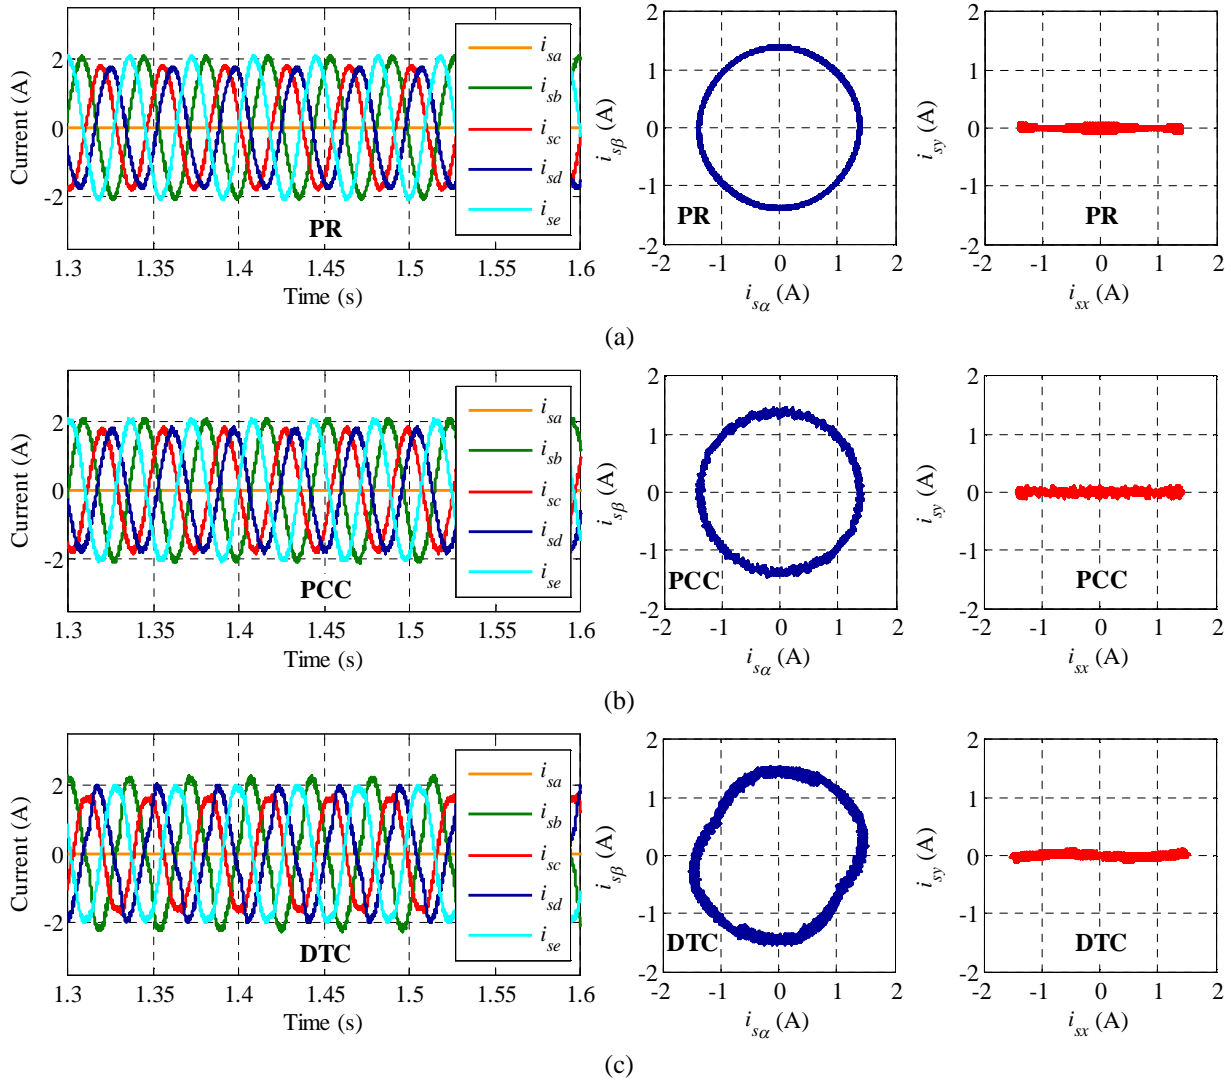 Current (A)
2
0
-2
1.3 1.35 1.4 1.45 1.5 1.55 1.6
Time (s)
PR
isa
isb
isc
isd
ise
isβ (A)
2
1
0
-1
-2
-2 -1 0 1 2
isα (A)
PR
isy (A)
2
1
0
-1
-2
-2 -1 0 1 2
isx (A)
PR
(a)
Current (A)
2
0
-2
1.3 1.35 1.4 1.45 1.5 1.55 1.6
Time (s)
PCC
isa
isb
isc
isd
ise
isβ (A)
2
1
0
-1
-2
-2 -1 0 1 2
isα (A)
PCC
isy (A)
2
1
0
-1
-2
-2 -1 0 1 2
isx (A)
PCC
(b)
Current (A)
2
0
-2
1.3 1.35 1.4 1.45 1.5 1.55 1.6
Time (s)
DTC
isa
isb
isc
isd
ise
isβ (A)
2
1
0
-1
-2
-2 -1 0 1 2
isα (A)
DTC
isy (A)
2
1
0
-1
-2
-2 -1 0 1 2
isx (A)
DTC
(c)